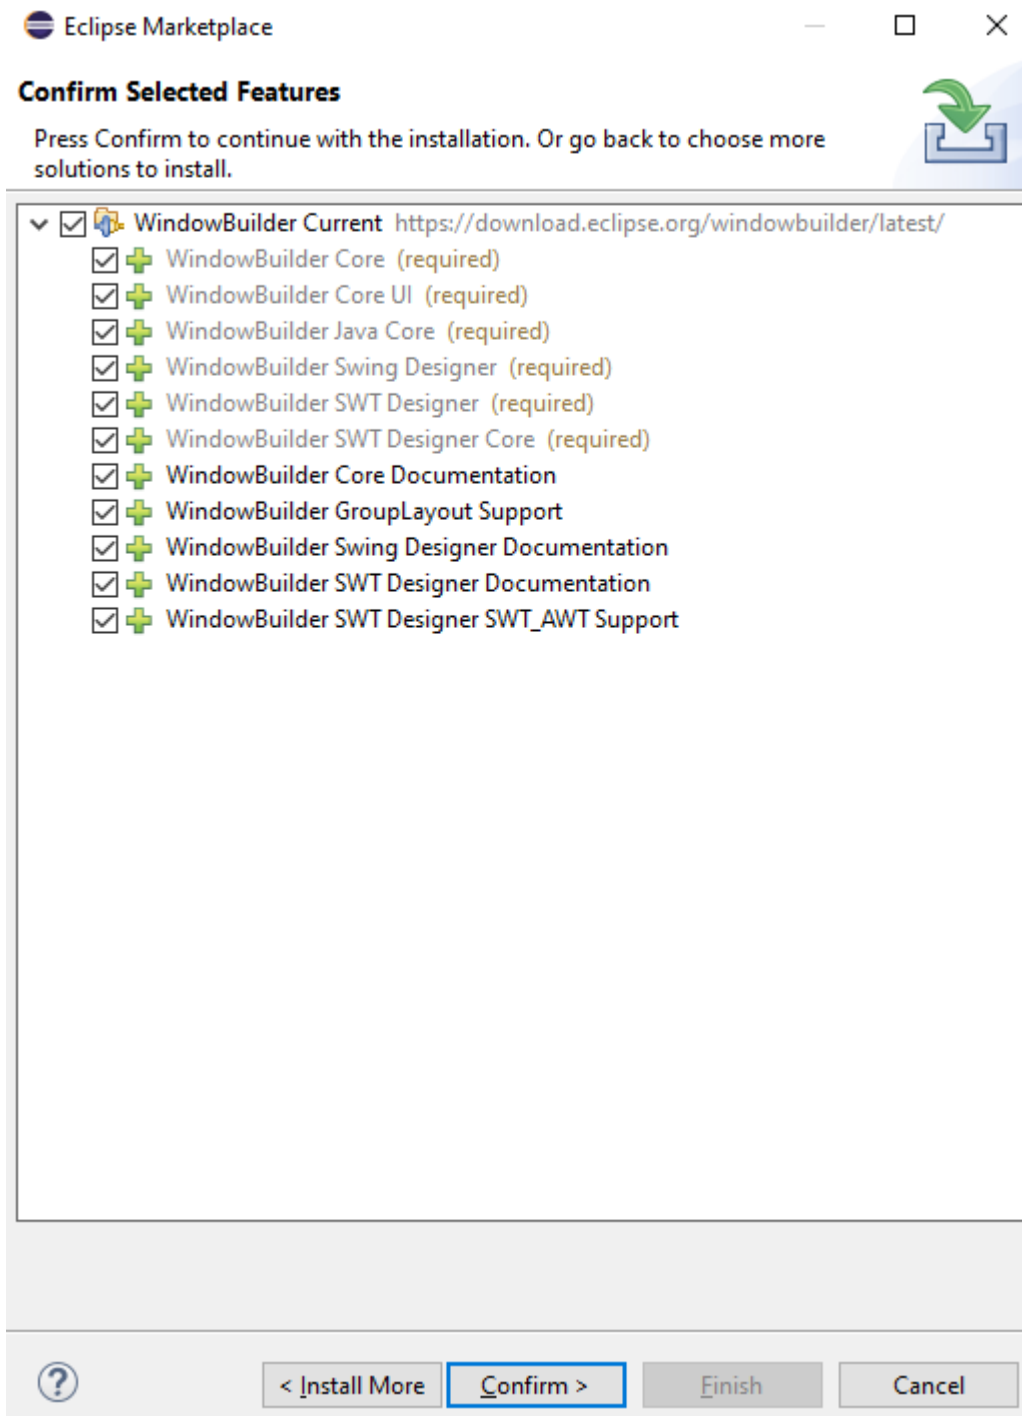 Eclipse Marketplace
Confirm Selected Features
Press Confirm to continue with the installation. Or go back to choose more
solutions to install.
WindowBuilder Current https://download.eclipse.org/windowbuilder/latest/
WindowBuilder Core (required)
WindowBuilder Core UI (required)
WindowBuilder Java Core (required)
WindowBuilder Swing Designer (required)
WindowBuilder SWT Designer (required)
WindowBuilder SWT Designer Core (required)
WindowBuilder Core Documentation
WindowBuilder GroupLayout Support
WindowBuilder Swing Designer Documentation
WindowBuilder SWT Designer Documentation
WindowBuilder SWT Designer SWT_AWT Support
? < Install More Confirm > Finish Cancel